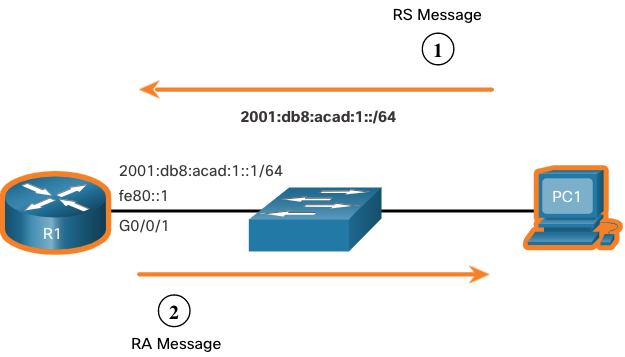 RS Message
1
2001:db8:acad:1::/64
2001:db8:acad:1::1/64
fe80::1
G0/0/1
R1
PC1
2
RA Message